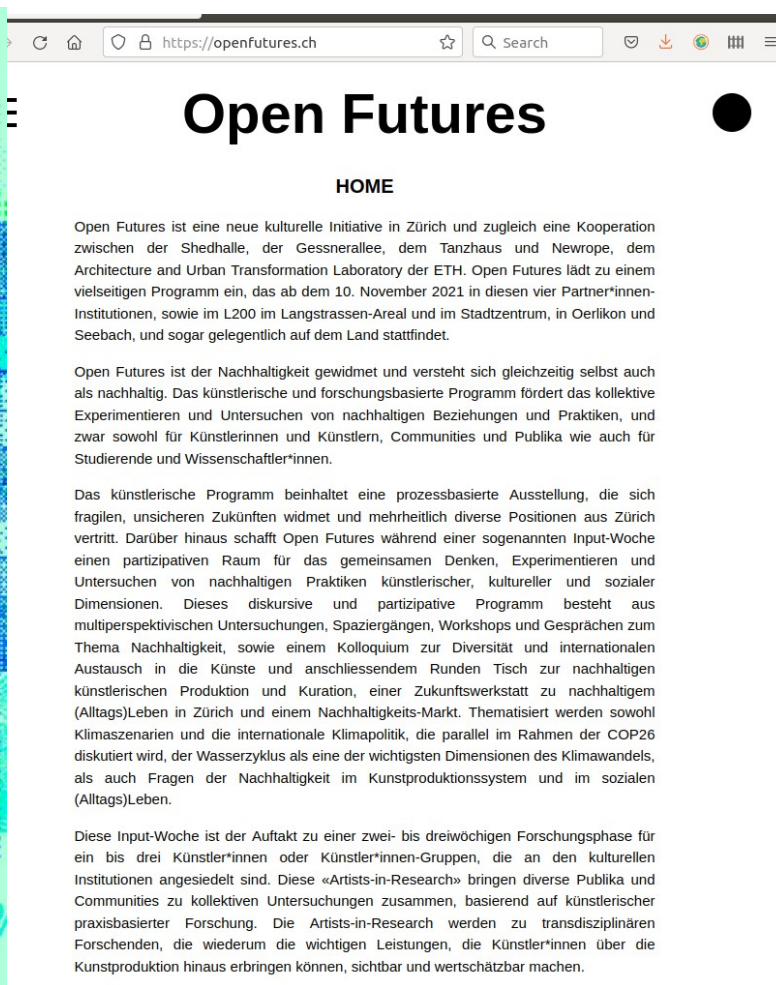 https://openfutures.ch
Search
Open Futures
HOME
Open Futures ist eine neue kulturelle Initiative in Zürich und zugleich eine Kooperation
zwischen der Shedhalle, der Gessnerallee, dem Tanzhaus und Newrope, dem
Architecture and Urban Transformation Laboratory der ETH. Open Futures lädt zu einem
vielseitigen Programm ein, das ab dem 10. November 2021 in diesen vier Partner*innen-
Institutionen, sowie im L200 im Langstrassen-Areal und im Stadtzentrum, in Oerlikon und
Seebach, und sogar gelegentlich auf dem Land stattfindet.
Open Futures ist der Nachhaltigkeit gewidmet und versteht sich gleichzeitig selbst auch
als nachhaltig. Das künstlerische und forschungsbasierte Programm fördert das kollektive
Experimentieren und Untersuchen von nachhaltigen Beziehungen und Praktiken, und
zwar sowohl für Künstlerinnen und Künstlern, Communities und Publika wie auch für
Studierende und Wissenschaftler*innen.
Das künstlerische Programm beinhaltet eine prozessbasierte Ausstellung, die sich
fragilen, unsicheren Zukünften widmet und mehrheitlich diverse Positionen aus Zürich
vertritt. Darüber hinaus schafft Open Futures während einer sogenannten Input-Woche
einen partizipativen Raum für das gemeinsamen Denken, Experimentieren und
Untersuchen von nachhaltigen Praktiken künstlerischer, kultureller und sozialer
Dimensionen. Dieses diskursive und partizipative Programm besteht aus
multiperspektivischen Untersuchungen, Spaziergängen, Workshops und Gesprächen zum
Thema Nachhaltigkeit, sowie einem Kolloquium zur Diversität und internationalen
Austausch in die Künste und anschliessendem Runden Tisch zur nachhaltigen
künstlerischen Produktion und Kuration, einer Zukunftswerkstatt zu nachhaltigem
(Alltags)Leben in Zürich und einem Nachhaltigkeits-Markt. Thematisiert werden sowohl
Klimaszenarien und die internationale Klimapolitik, die parallel im Rahmen der COP26
diskutiert wird, der Wasserzyklus als eine der wichtigsten Dimensionen des Klimawandels,
als auch Fragen der Nachhaltigkeit im Kunstproduktionssystem und im sozialen
(Alltags)Leben.
Diese Input-Woche ist der Auftakt zu einer zwei- bis dreiwöchigen Forschungsphase für
ein bis drei Künstler*innen oder Künstler*innen-Gruppen, die an den kulturellen
Institutionen angesiedelt sind. Diese «Artists-in-Research» bringen diverse Publika und
Communities zu kollektiven Untersuchungen zusammen, basierend auf künstlerischer
praxisbasierter Forschung. Die Artists-in-Research werden zu transdisziplinären
Forschenden, die wiederum die wichtigen Leistungen, die Künstler*innen über die
Kunstproduktion hinaus erbringen können, sichtbar und wertschätzbar machen.